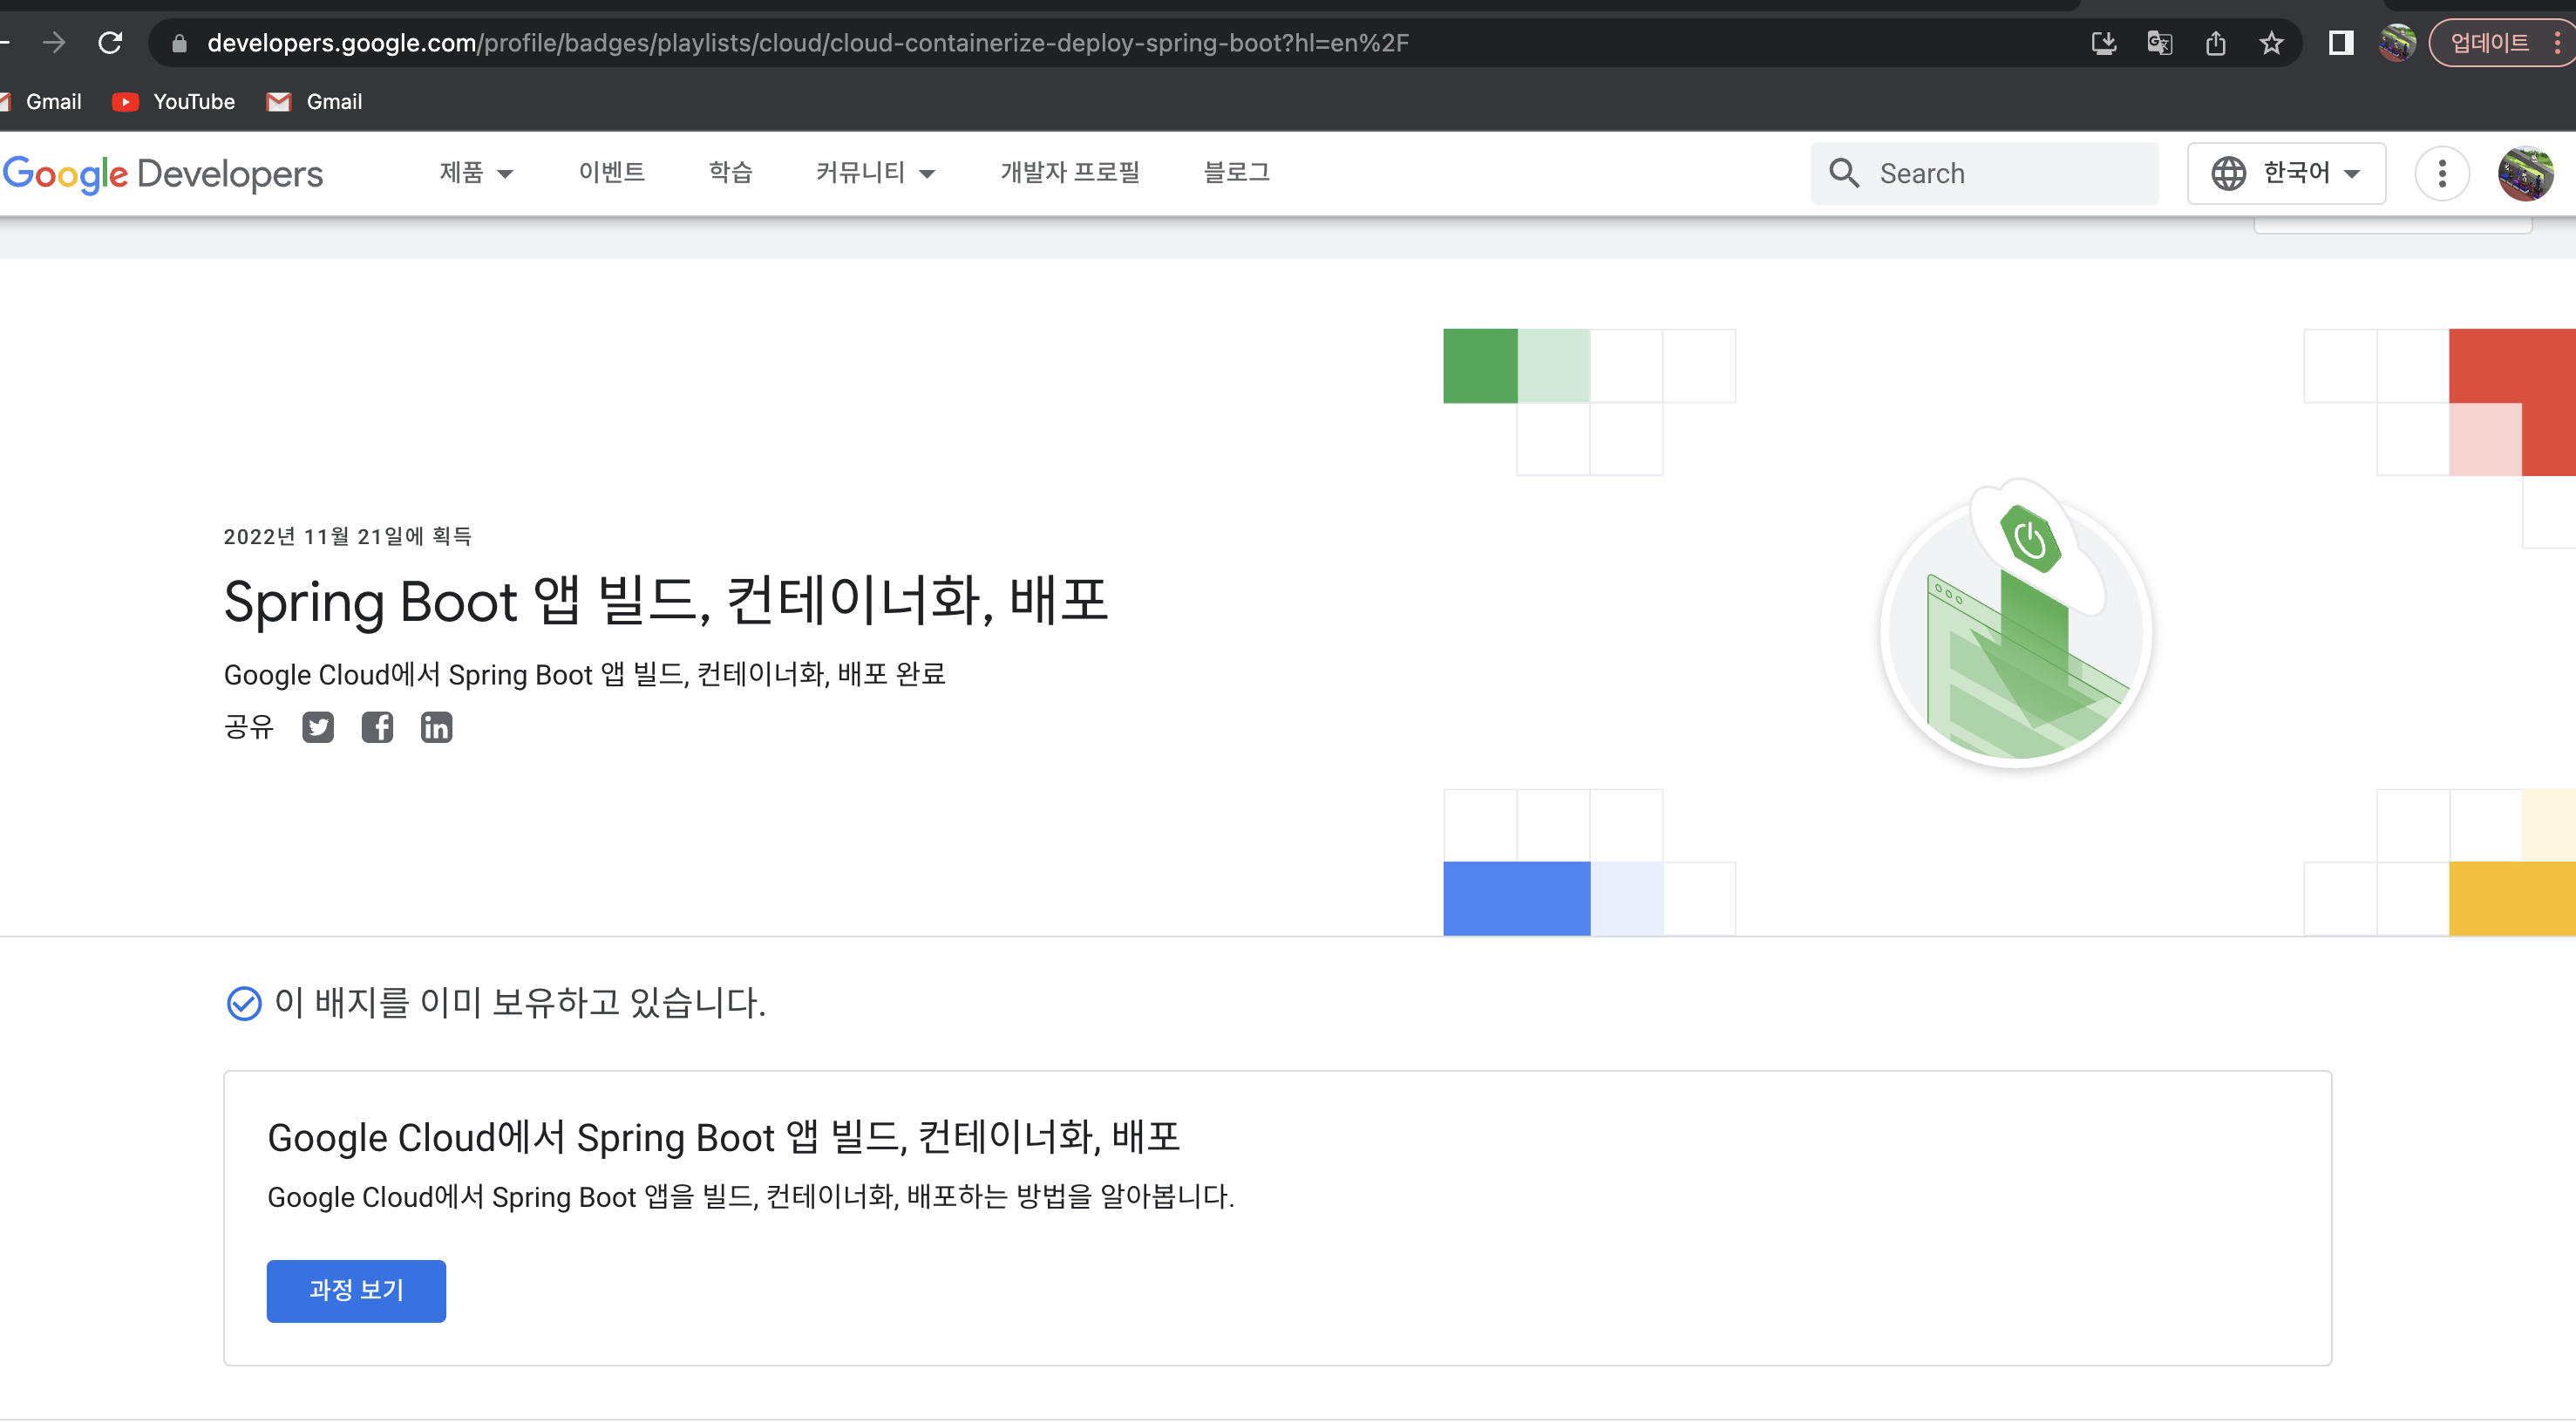 developers.google.com/profile/badges/playlists/cloud/cloud-containerize-deploy-spring-boot?hl=en%2F
업데이트
Gmail YouTube Gmail
Google Developers 제품 이벤트 학습 커뮤니티 개발자 프로필 블로그 Search 한국어
2022년 11월 21일에 획득
Spring Boot 앱 빌드, 컨테이너화, 배포
Google Cloud에서 Spring Boot 앱 빌드, 컨테이너화, 배포 완료
공유
이 배지를 이미 보유하고 있습니다.
Google Cloud에서 Spring Boot 앱 빌드, 컨테이너화, 배포
Google Cloud에서 Spring Boot 앱을 빌드, 컨테이너화, 배포하는 방법을 알아봅니다.
과정 보기